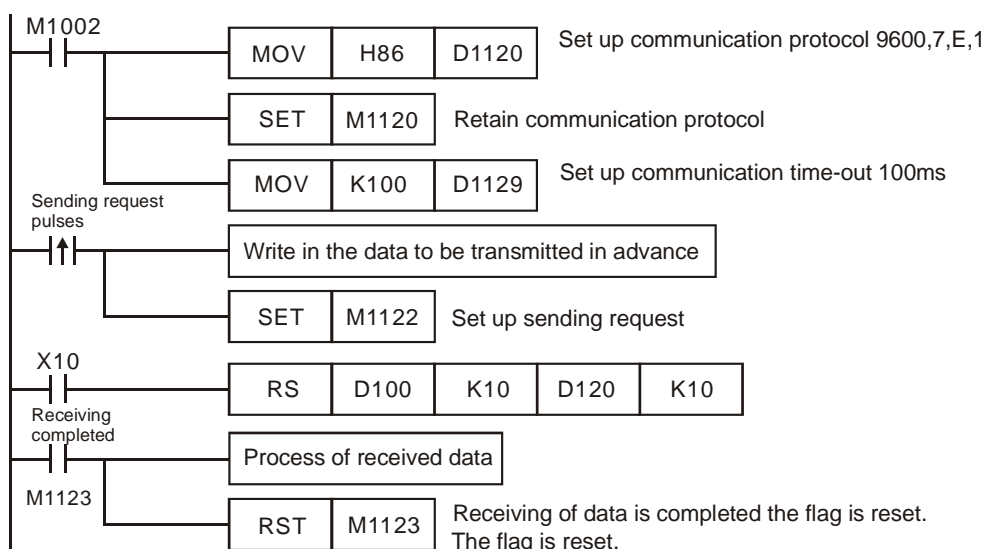 M1002
MOV H86 D1120 Set up communication protocol 9600,7,E,1
SET M1120 Retain communication protocol
MOV K100 D1129 Set up communication time-out 100ms
Sending request
pulses
Write in the data to be transmitted in advance
SET M1122 Set up sending request
X10
RS D100 K10 D120 K10
Receiving
completed
Process of received data
M1123
RST M1123 Receiving of data is completed the flag is reset.
The flag is reset.